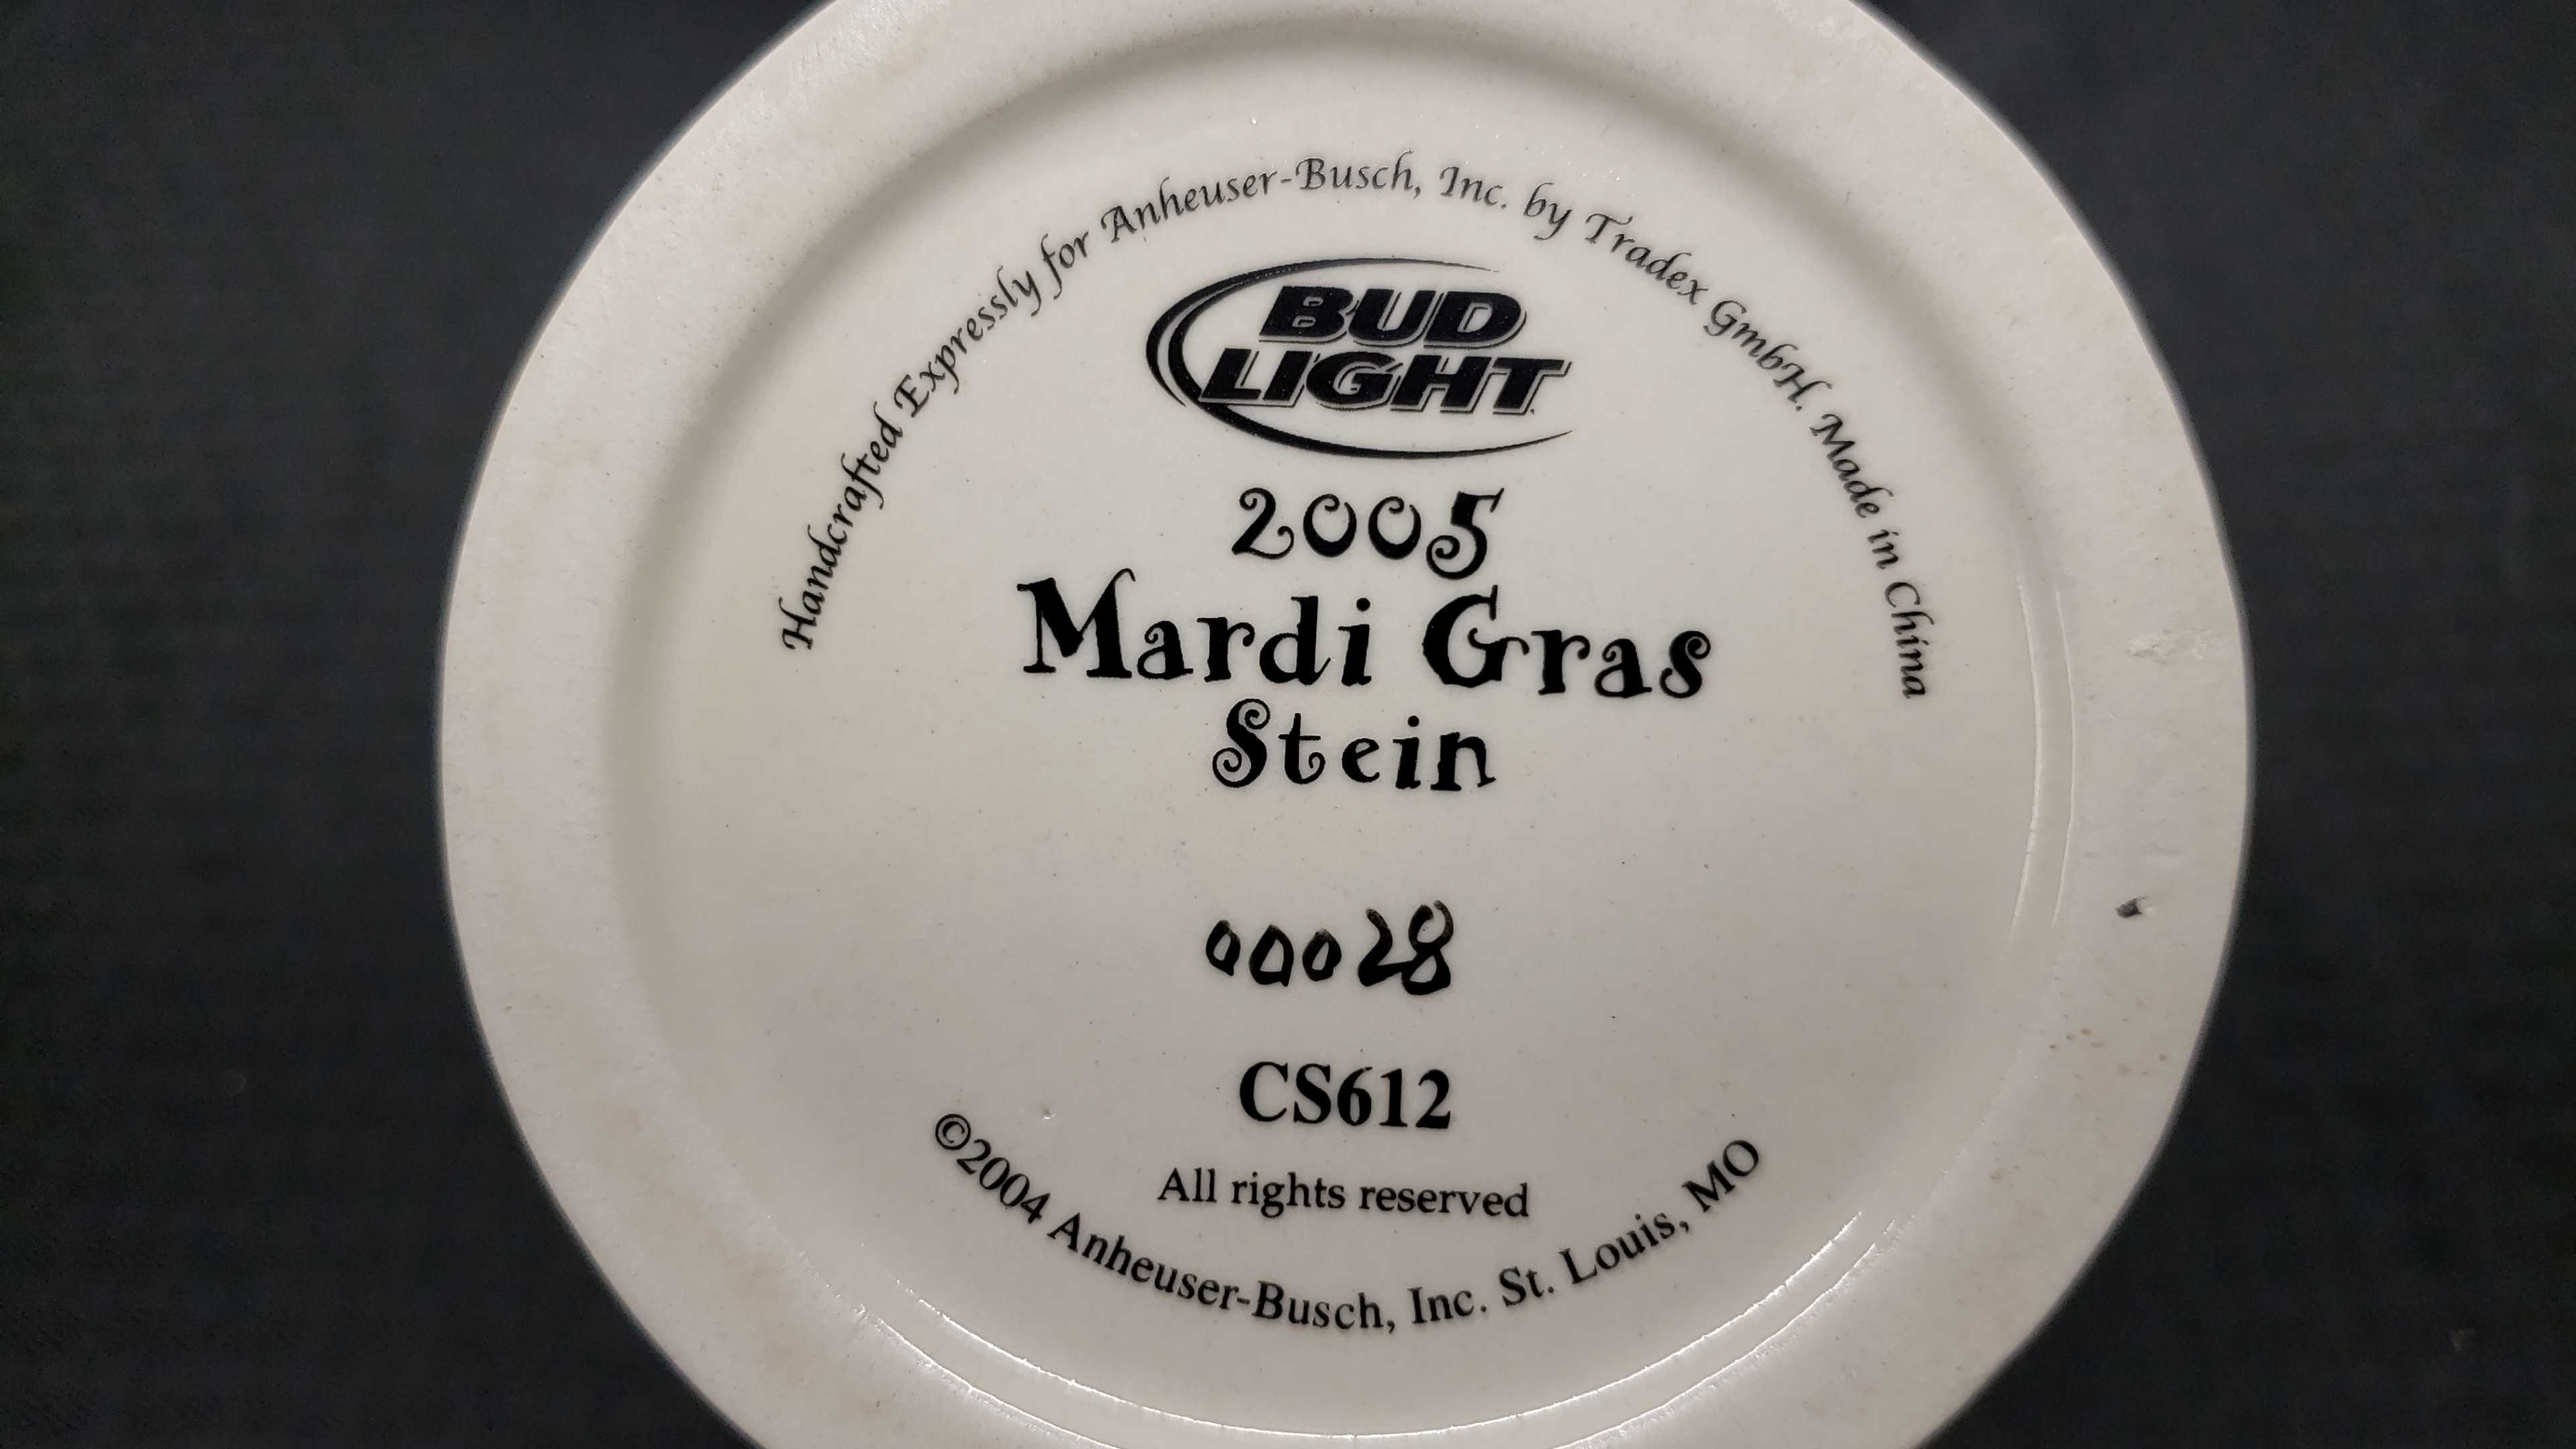 Handcrafted Expressly for Anheuser-Busch, Inc. by Tradex GmbH. Made in China
BUD
LIGHT
2005
Mardi Gras
Stein
00028
CS612
All rights reserved
©2004 Anheuser-Busch, Inc. St. Louis, MO